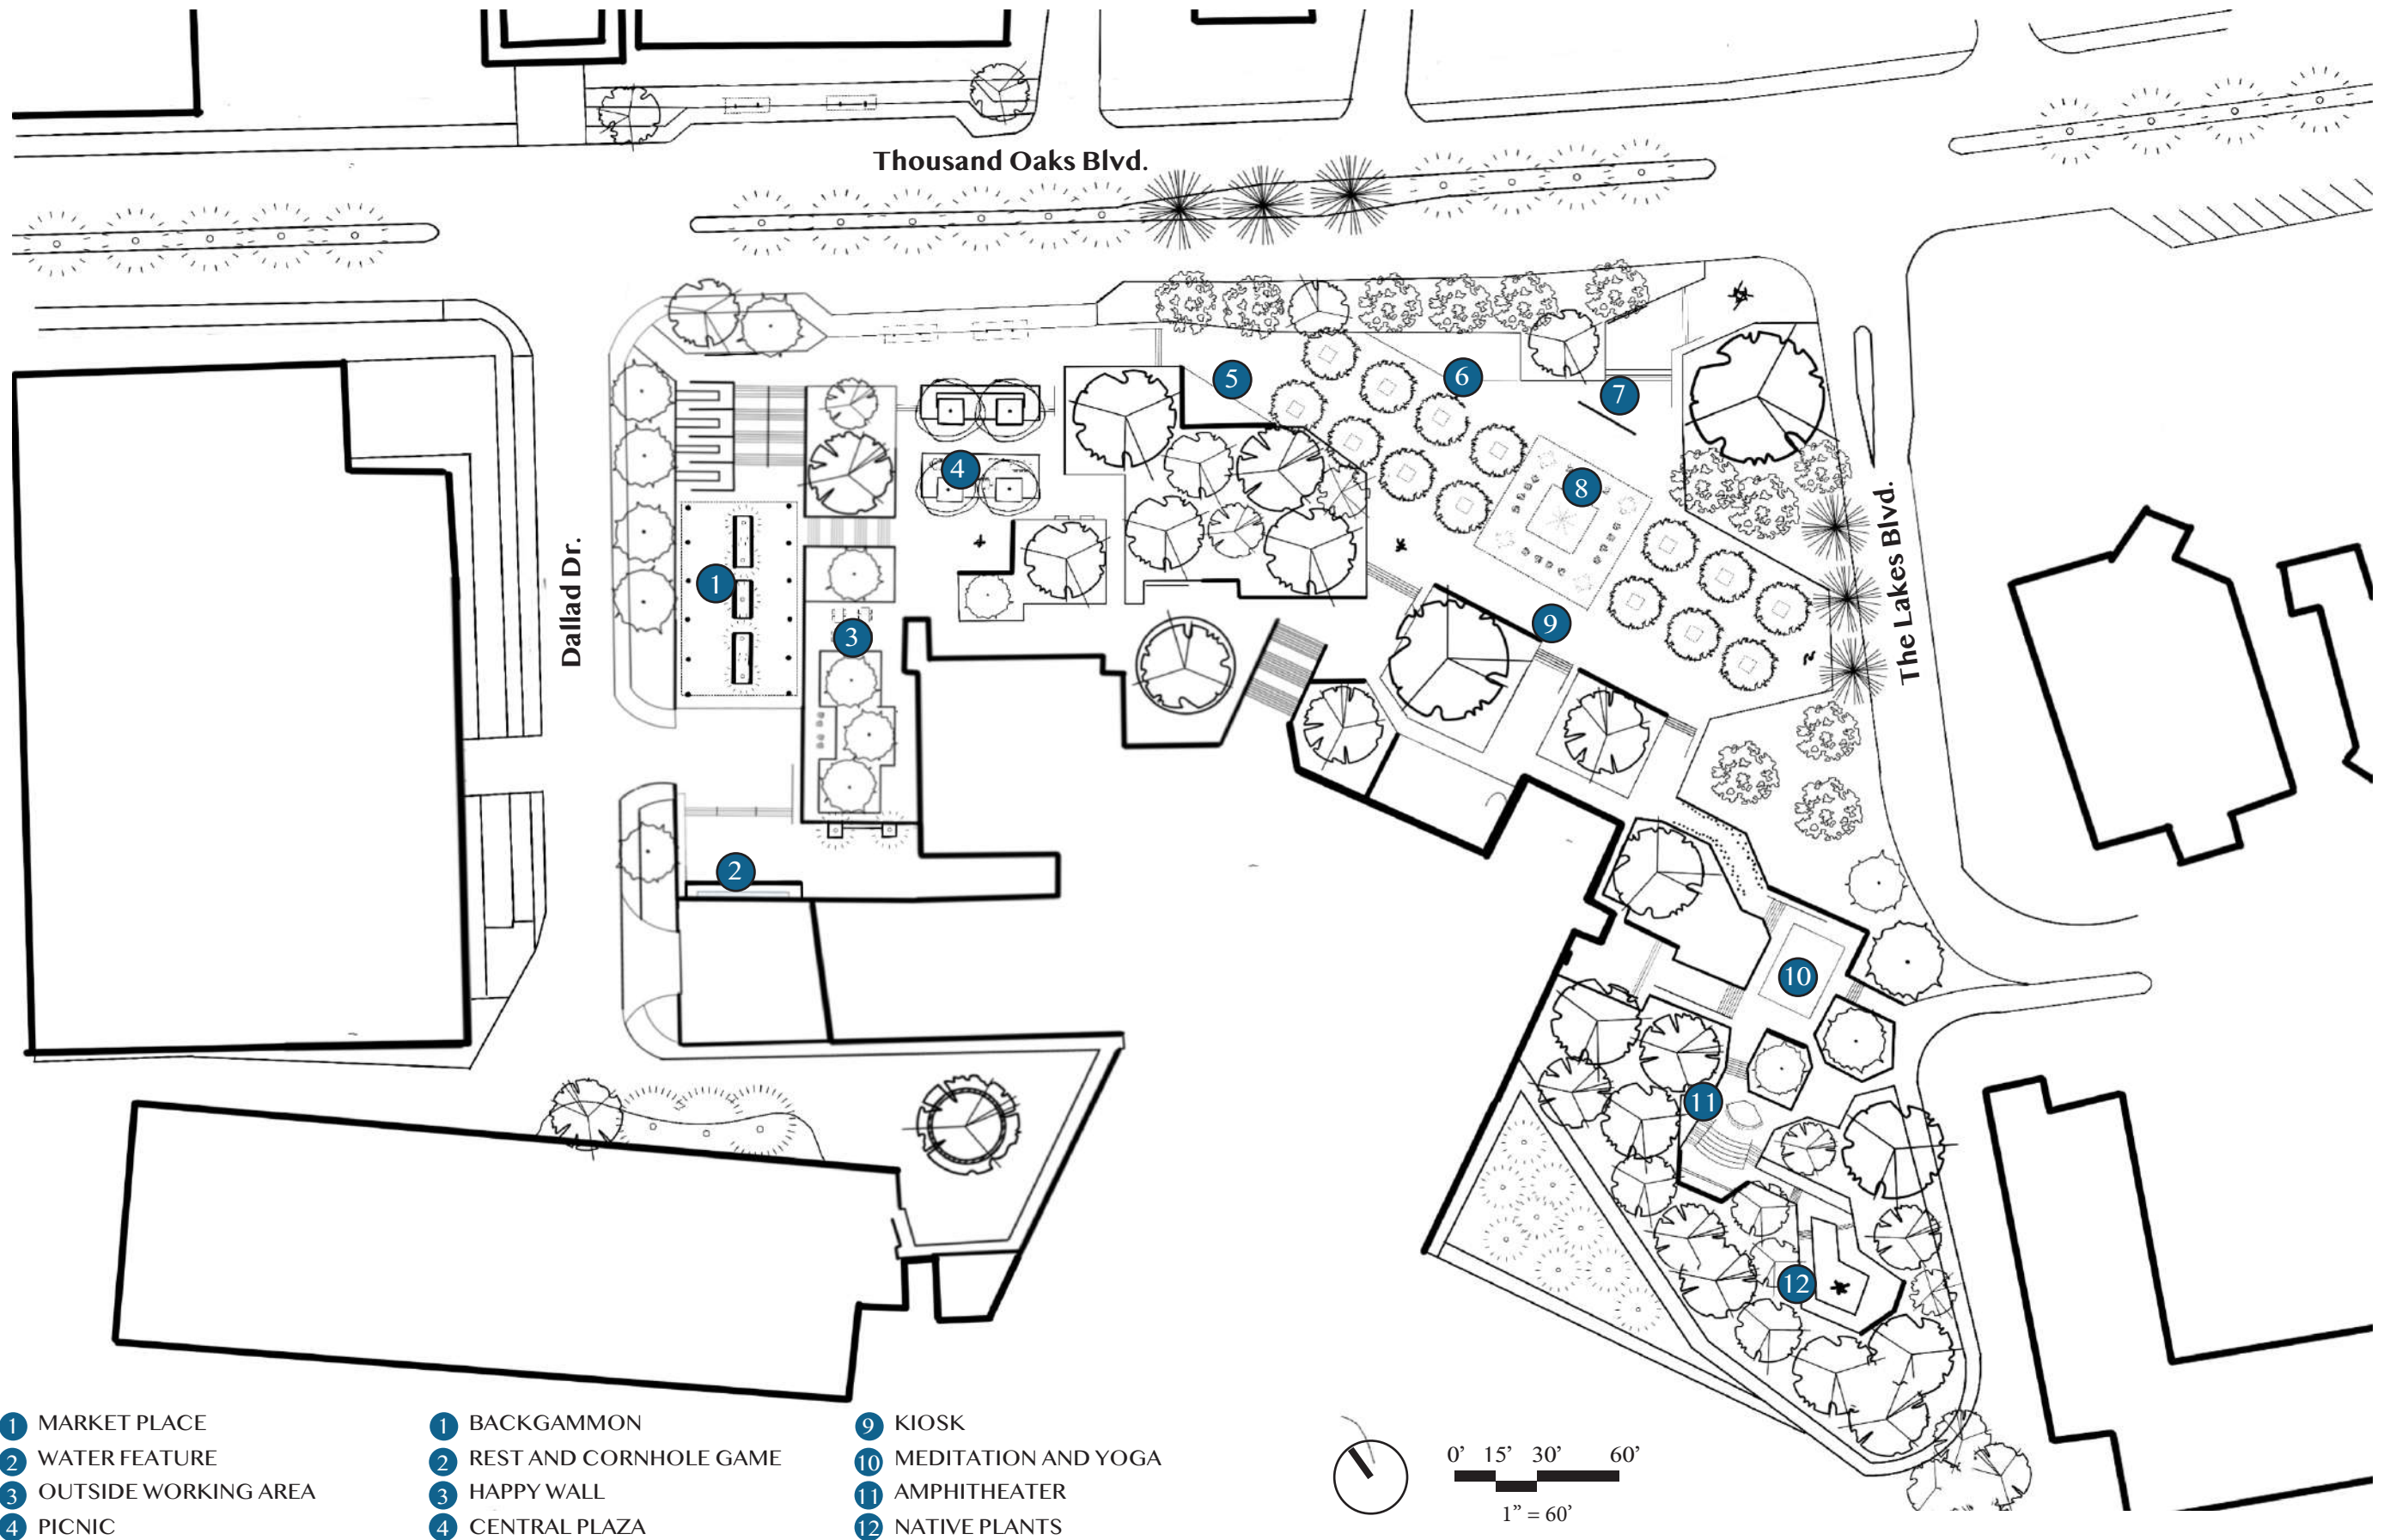 Thousand Oaks Blvd.
Dallad Dr.
The Lakes Blvd.
5
6
7
4
8
1
3
9
2
10
11
12
1 MARKET PLACE
2 WATER FEATURE
3 OUTSIDE WORKING AREA
4 PICNIC
1 BACKGAMMON
2 REST AND CORNHOLE GAME
3 HAPPY WALL
4 CENTRAL PLAZA
9 KIOSK
10 MEDITATION AND YOGA
11 AMPHITHEATER
12 NATIVE PLANTS
0’ 15’ 30’ 60’
1” = 60’